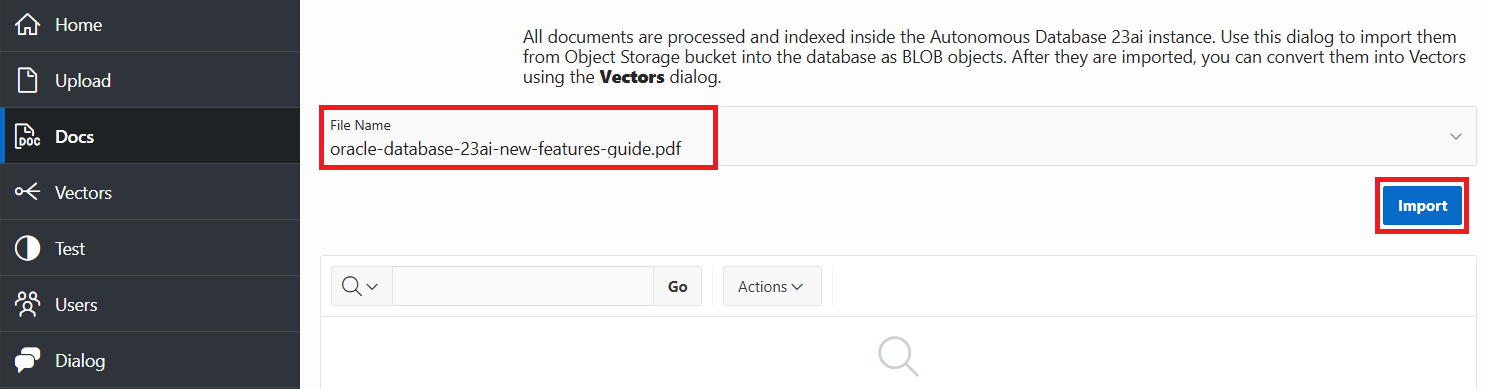 Home
Upload
DOC
Docs
Vectors
Test
Users
Dialog
All documents are processed and indexed inside the Autonomous Database 23ai instance. Use this dialog to import them
from Object Storage bucket into the database as BLOB objects. After they are imported, you can convert them into Vectors
using the Vectors dialog.
File Name
oracle-database-23ai-new-features-guide.pdf
Import
Go
Actions